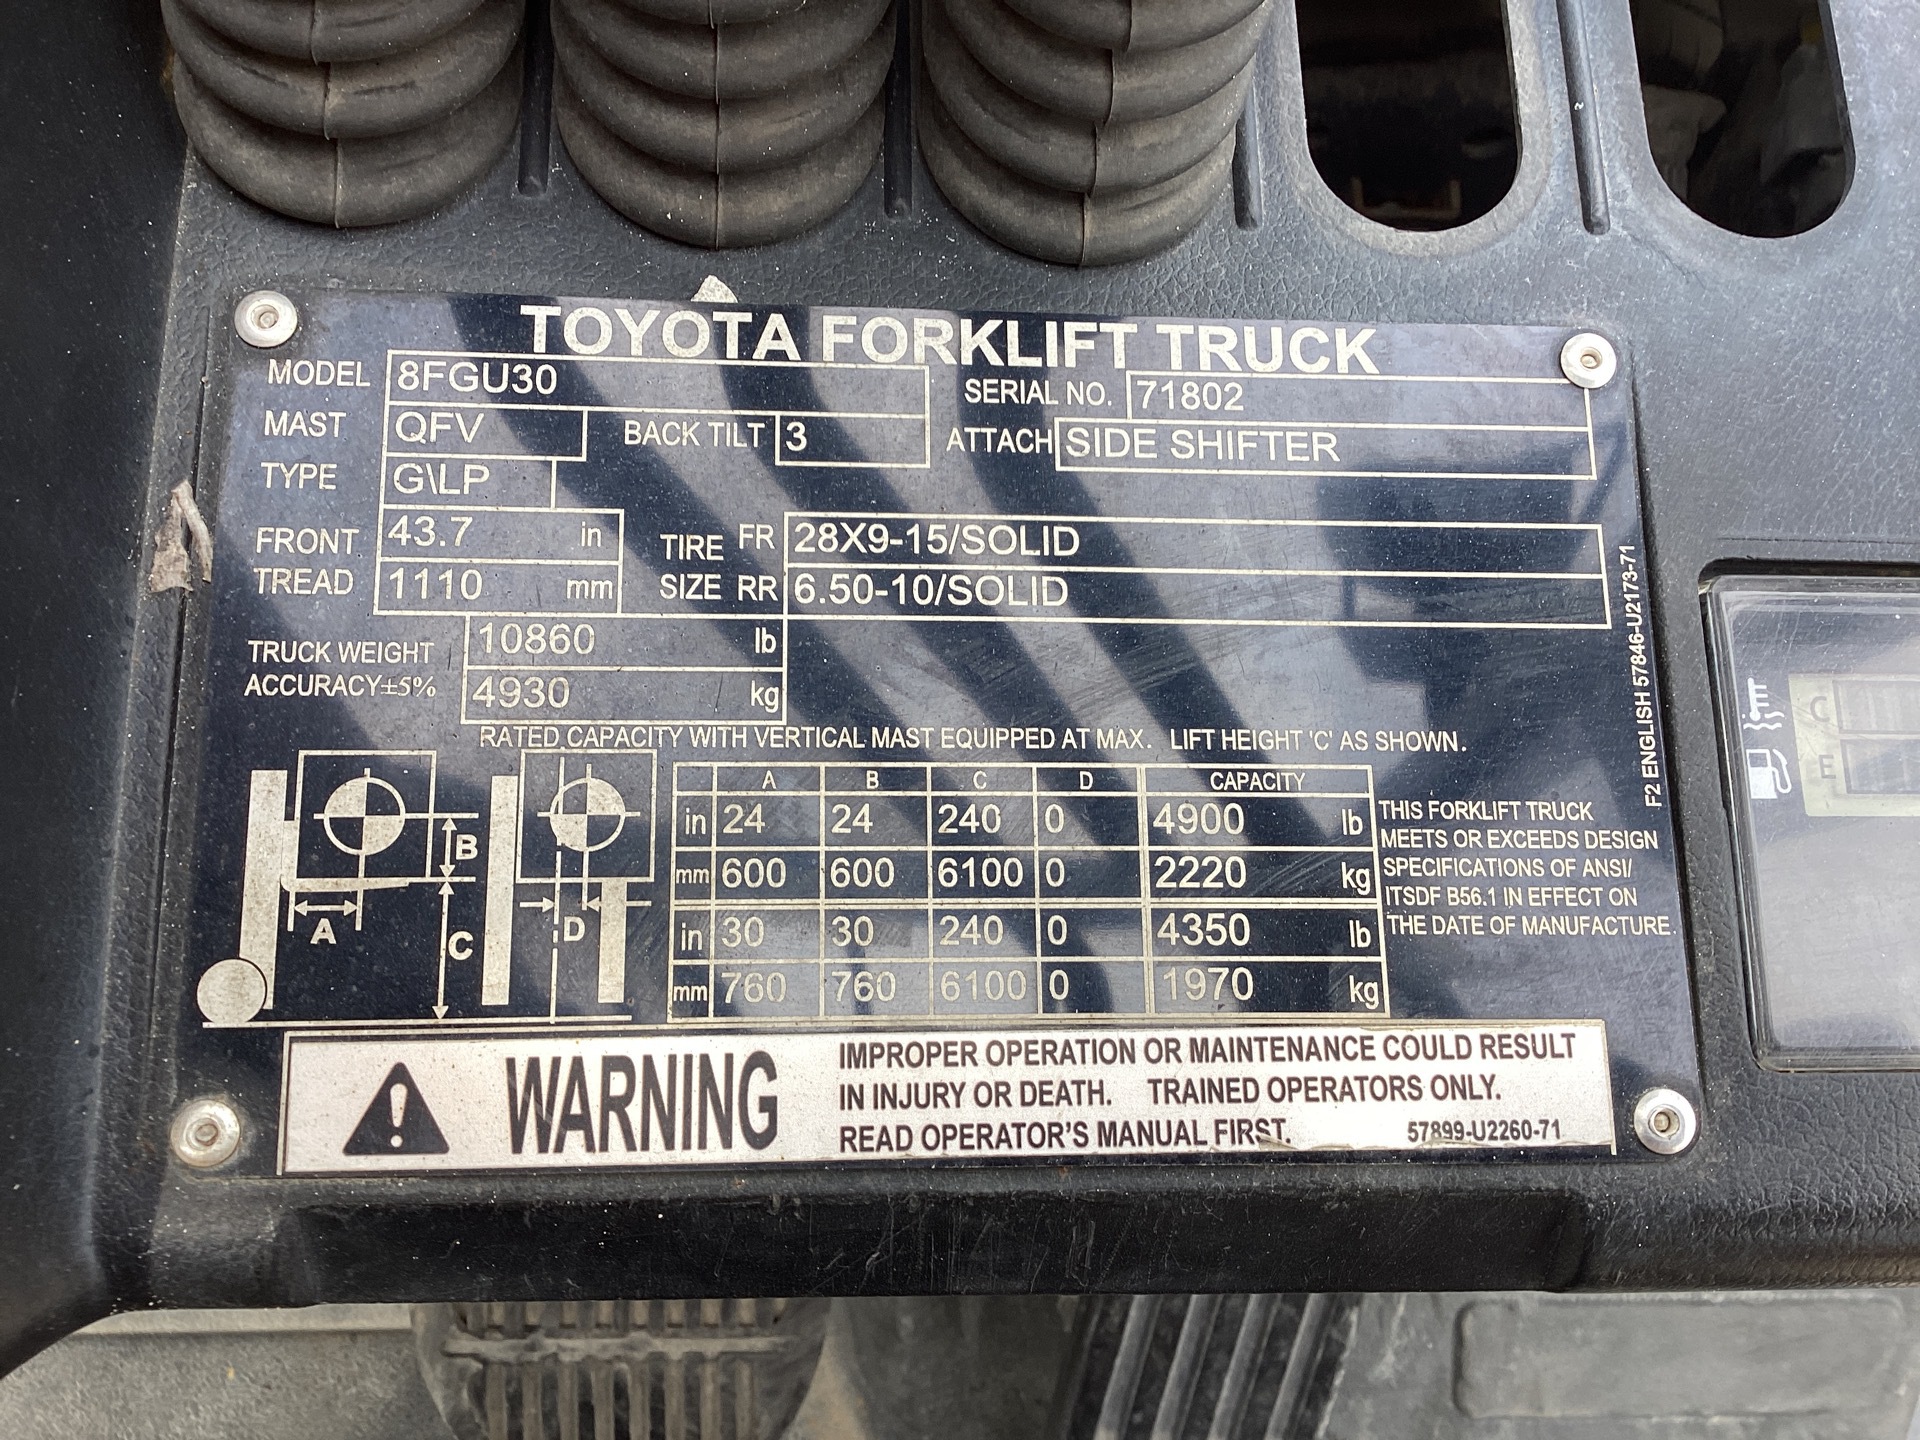 TOYOTA FORKLIFT TRUCK
MODEL 8FGU30 SERIAL NO. 71802
MAST QFV BACK TILT 3 ATTACH SIDE SHIFTER
TYPE G\LP
FRONT TREAD 43.7 in TIRE SIZE FR 28X9-15/SOLID
1110 mm RR 6.50-10/SOLID
TRUCK WEIGHT 10860 lb
ACCURACY±5% 4930 kg
RATED CAPACITY WITH VERTICAL MAST EQUIPPED AT MAX. LIFT HEIGHT 'C' AS SHOWN.
A B C D CAPACITY
in 24 24 240 0 4900 lb
mm 600 600 6100 0 2220 kg
in 30 30 240 0 4350 lb
mm 760 760 6100 0 1970 kg
B
A
C
D
THIS FORKLIFT TRUCK
MEETS OR EXCEEDS DESIGN
SPECIFICATIONS OF ANSI/
ITSDF B56.1 IN EFFECT ON
THE DATE OF MANUFACTURE.
F2 ENGLISH 57846-U2173-71
WARNING
IMPROPER OPERATION OR MAINTENANCE COULD RESULT
IN INJURY OR DEATH. TRAINED OPERATORS ONLY.
READ OPERATOR'S MANUAL FIRST. 57899-U2260-71
C
E